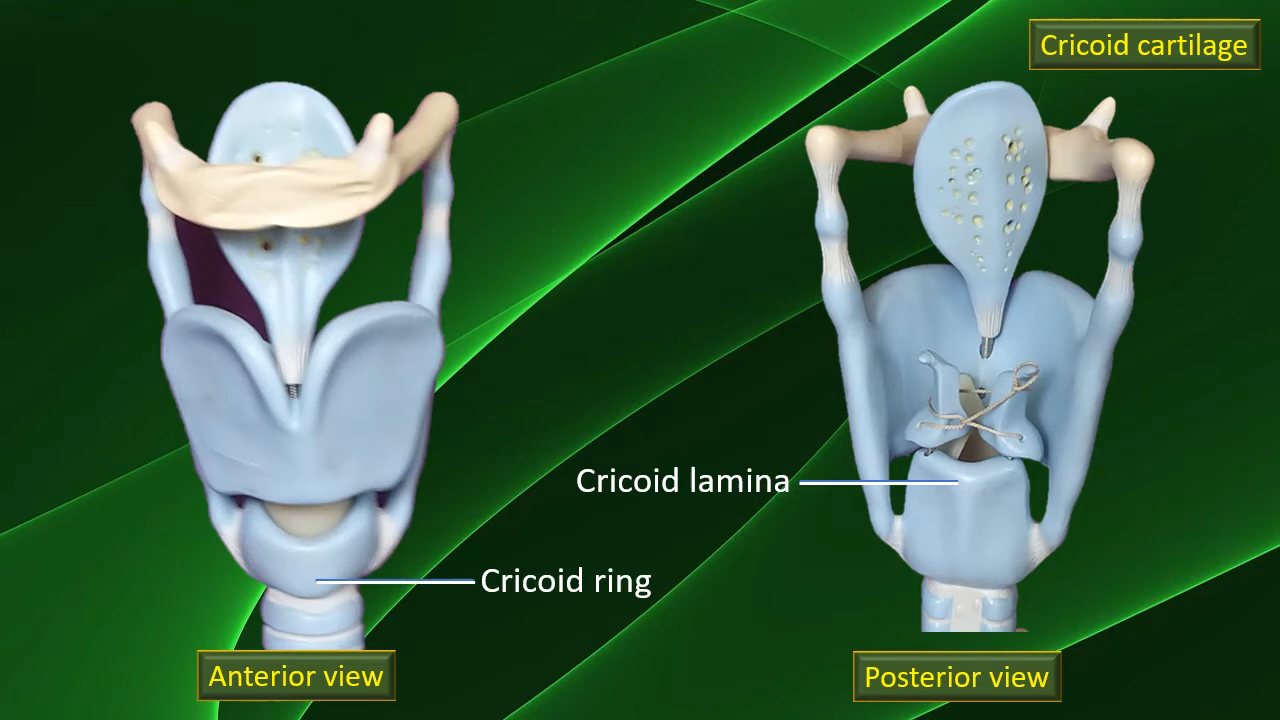 Cricoid cartilage
Cricoid lamina
Cricoid ring
Anterior view
Posterior view